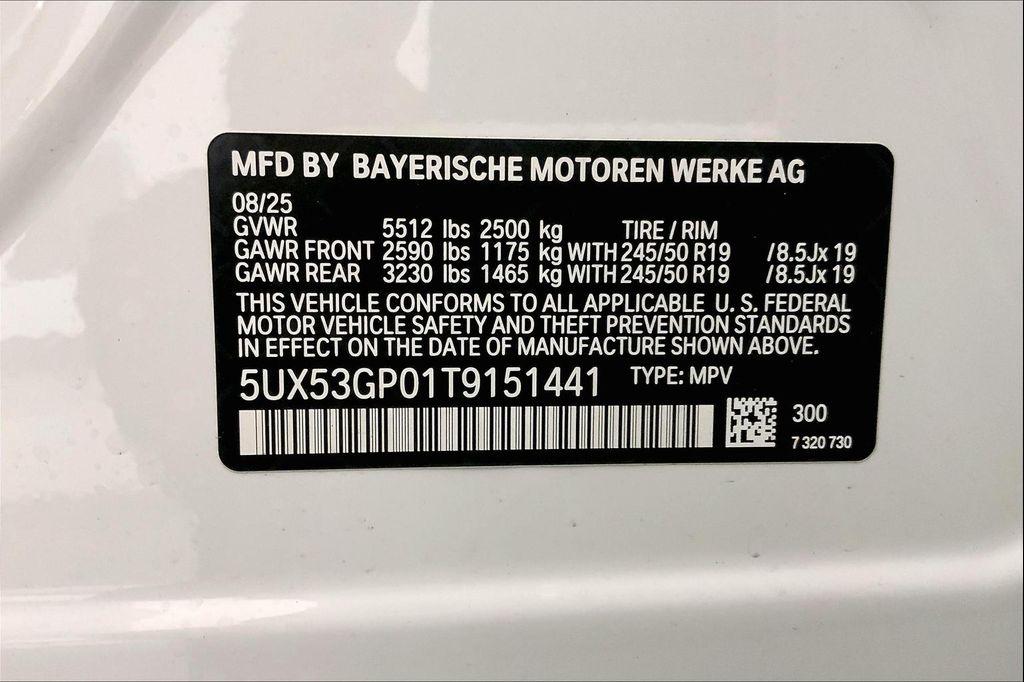 MFD BY BAYERISCHE MOTOREN WERKE AG
08/25
GVWR 5512 lbs 2500 kg TIRE / RIM
GAWR FRONT 2590 lbs 1175 kg WITH 245/50 R19 /8.5Jx 19
GAWR REAR 3230 lbs 1465 kg WITH 245/50 R19 /8.5Jx 19
THIS VEHICLE CONFORMS TO ALL APPLICABLE U. S. FEDERAL
MOTOR VEHICLE SAFETY AND THEFT PREVENTION STANDARDS
IN EFFECT ON THE DATE OF MANUFACTURE SHOWN ABOVE.
5UX53GP01T9151441 TYPE: MPV
300
7 320 730